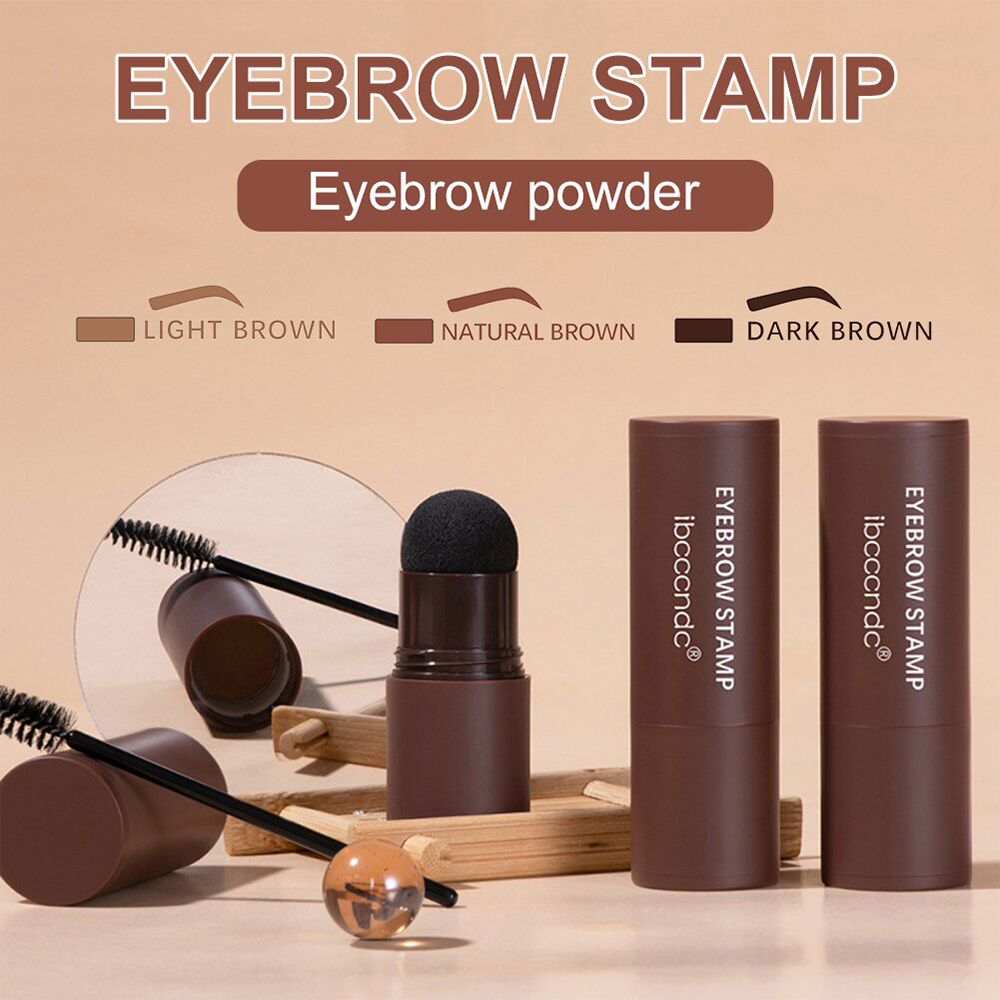 EYEBROW STAMP
Eyebrow powder
LIGHT BROWN
NATURAL BROWN
DARK BROWN
EYEBROW STAMP
ibcccndc®
EYEBROW STAMP
ibcccndc®